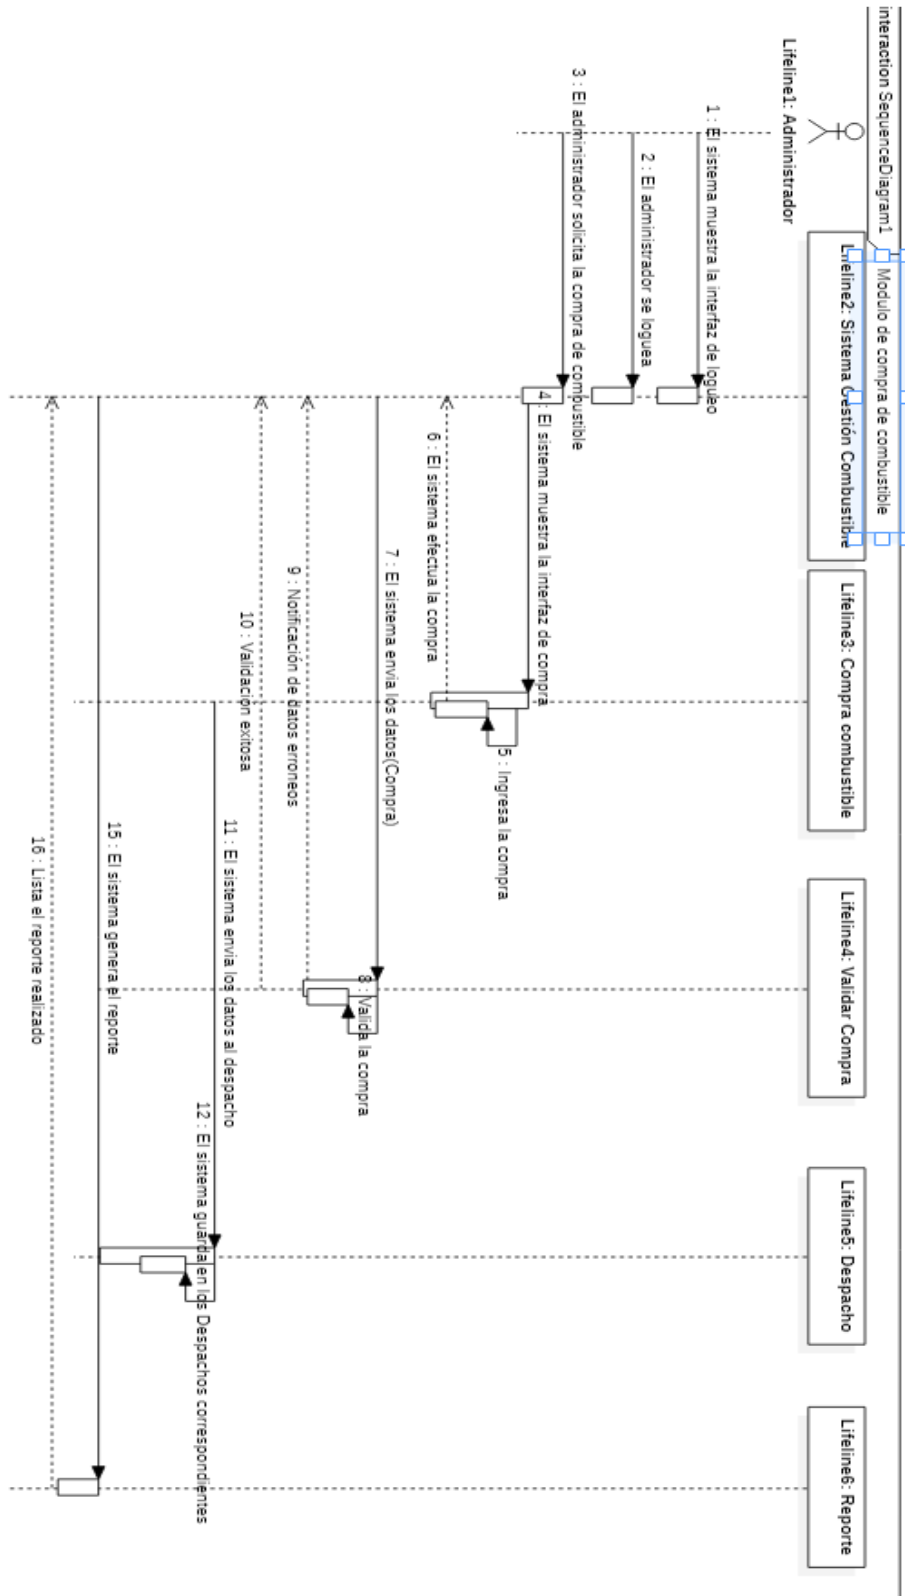 interaction SequenceDiagram1
Modulo de compra de combustible
Lifeline1: Administrador
Lifeline2: Sistema Gestión Combustible
Lifeline3: Compra combustible
Lifeline4: Validar Compra
Lifeline5: Despacho
Lifeline6: Reporte
1 : El sistema muestra la interfaz de logueo
2 : El administrador se loguea
3 : El administrador solicita la compra de combustible
4 : El sistema muestra la interfaz de compra
5 : Ingresa la compra
6 : El sistema efectua la compra
7 : El sistema envia los datos(Compra)
8 : Valida la compra
9 : Notificación de datos erroneos
10 : Validacion exitosa
11 : El sistema envia los datos al despacho
12 : El sistema guarda en los Despachos correspondientes
15 : El sistema genera el reporte
16 : Lista el reporte realizado